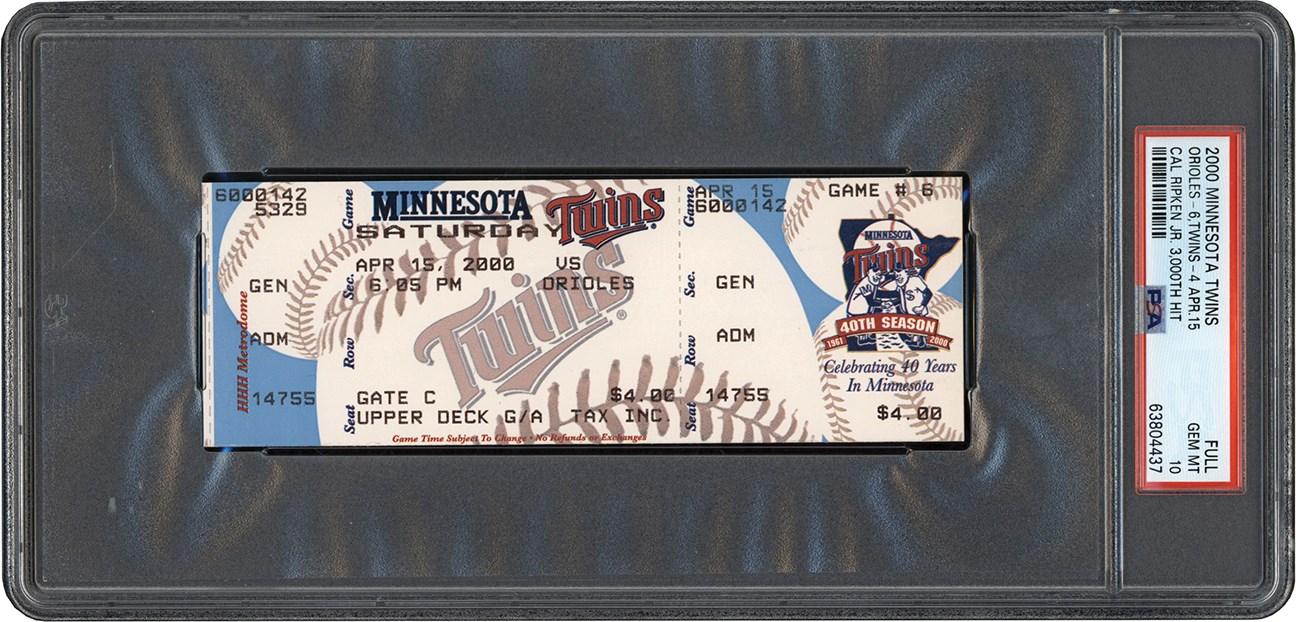 6000142
5329
GEN
ADM
14755
HHH Metrodome
Game
Sec.
Row
Seat
MINNESOTA Twins
SATURDAY
APR 15, 2000 VS
6:05 PM ORIOLES
Twins
GATE C $4.00
UPPER DECK G/A TAX INC.
Game Time Subject To Change • No Refunds or Exchanges
Game
Sec.
Row
Seat
APR 15 GAME # 6
6000142
GEN
ADM
14755
MINNESOTA
Twins
40TH SEASON
1961 2000
Celebrating 40 Years
In Minnesota
$4.00
2000 MINNESOTA TWINS FULL
ORIOLES - 6,TWINS - 4 APR.15 GEM MT
CAL RIPKEN JR. 3,000TH HIT 10
PSA
63804437